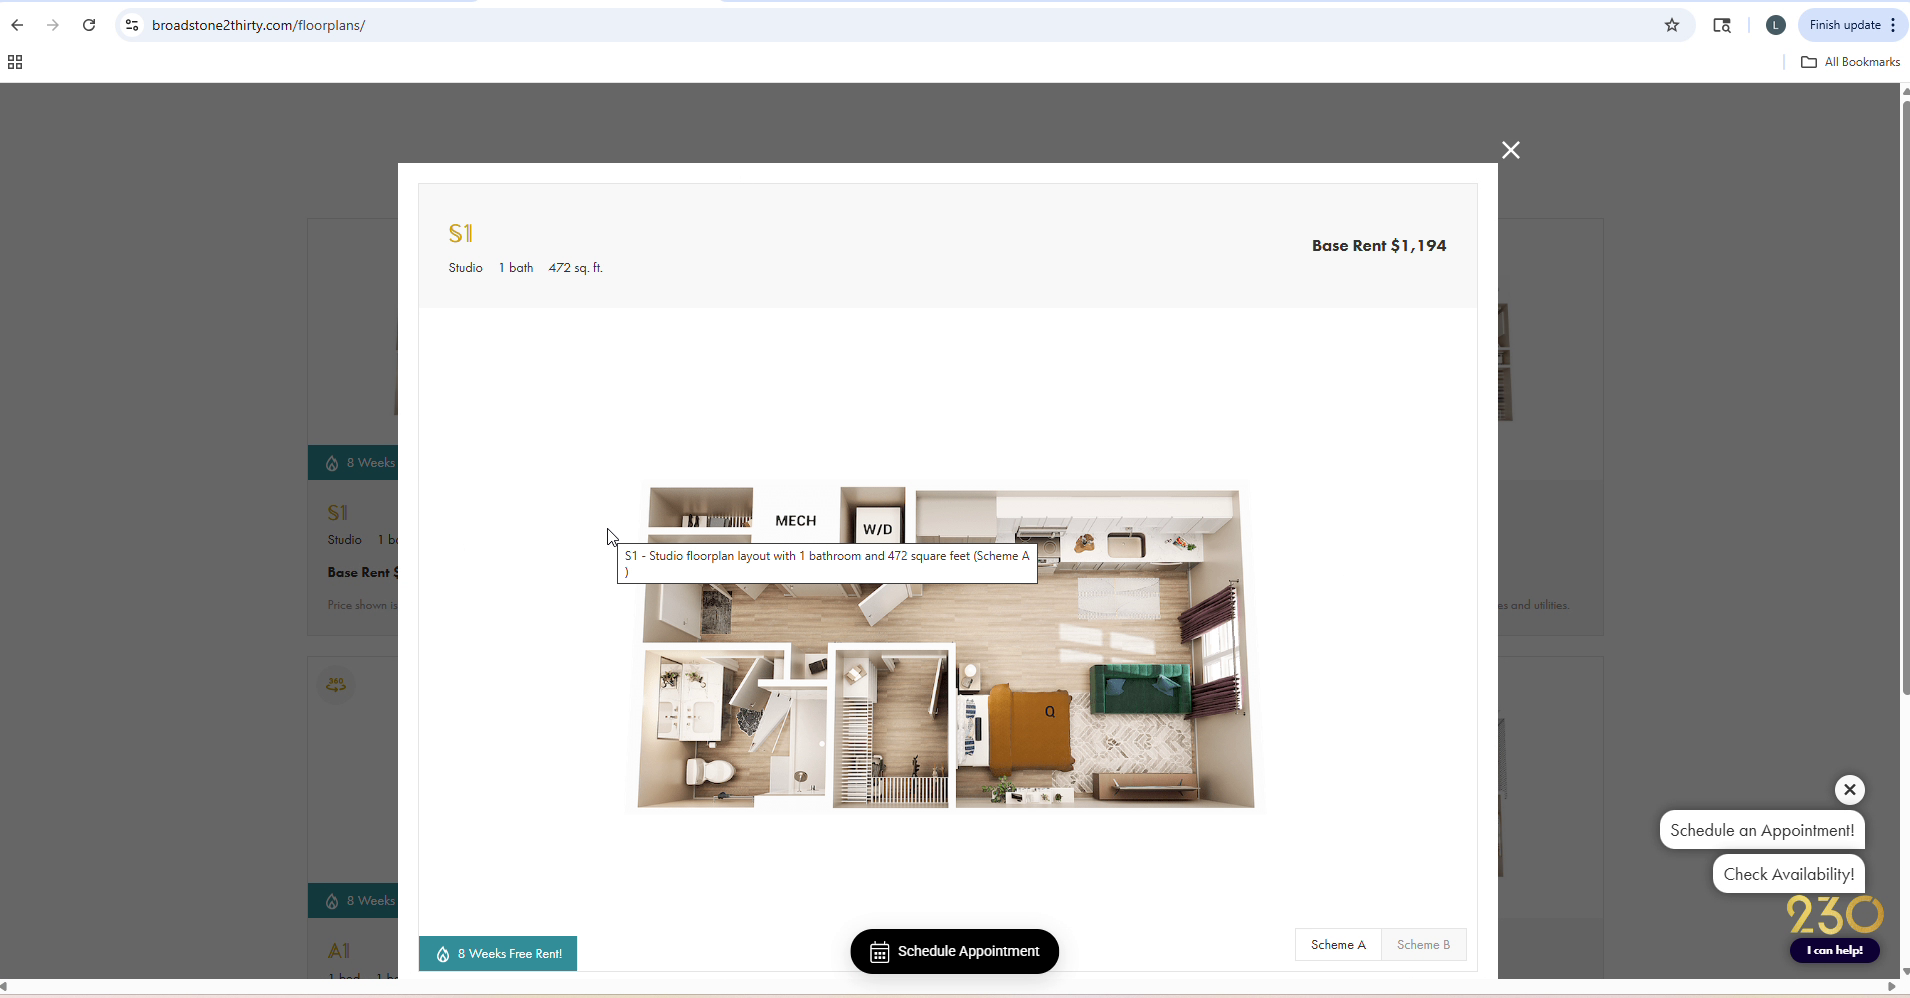 broadstone2thirty.com/floorplans/
L
Finish update
All Bookmarks
S1
Studio 1 bath 472 sq. ft.
Base Rent $1,194
MECH
W/D
S1 - Studio floorplan layout with 1 bathroom and 472 square feet (Scheme A
)
Q
8 Weeks Free Rent!
Schedule Appointment
Scheme A
Scheme B
8 Weeks
S1
Studio
Base Rent
Price shown is
es and utilities.
360
8 Weeks
A1
1 bed
Schedule an Appointment!
Check Availability!
230
I can help!